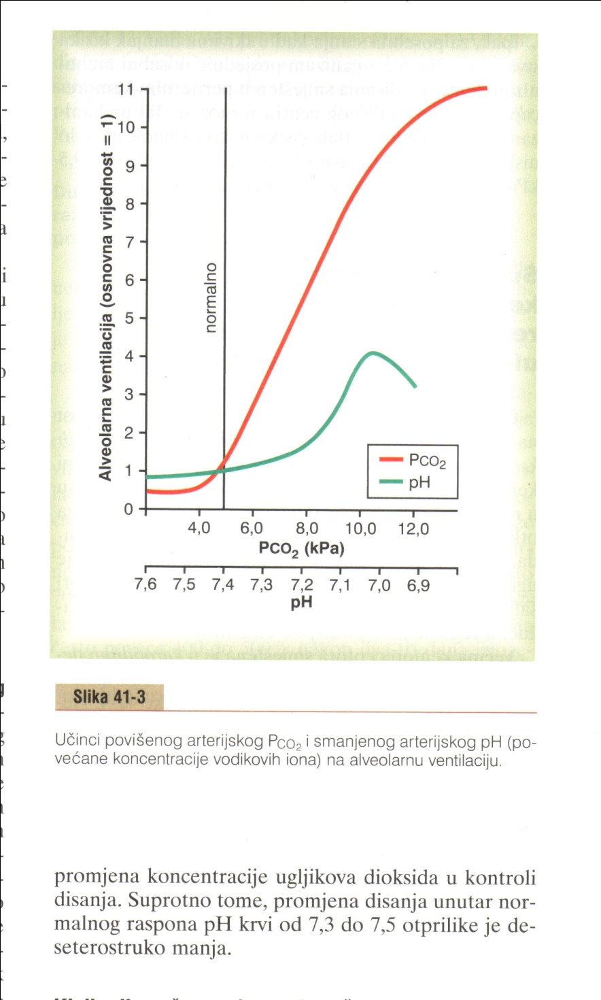 11
10
9
8
7
6
5
4
3
2
1
0
Alveolarna ventilacija (osnovna vrijednost = 1)
normalno
PCO2
pH
4,0 6,0 8,0 10,0 12,0
PCO2 (kPa)
7,6 7,5 7,4 7,3 7,2 7,1 7,0 6,9
pH
Slika 41-3
Učinci povišenog arterijskog PCO2 i smanjenog arterijskog pH (po-
većane koncentracije vodikovih iona) na alveolarnu ventilaciju.
promjena koncentracije ugljikova dioksida u kontroli
disanja. Suprotno tome, promjena disanja unutar nor-
malnog raspona pH krvi od 7,3 do 7,5 otprilike je de-
seterostruko manja.